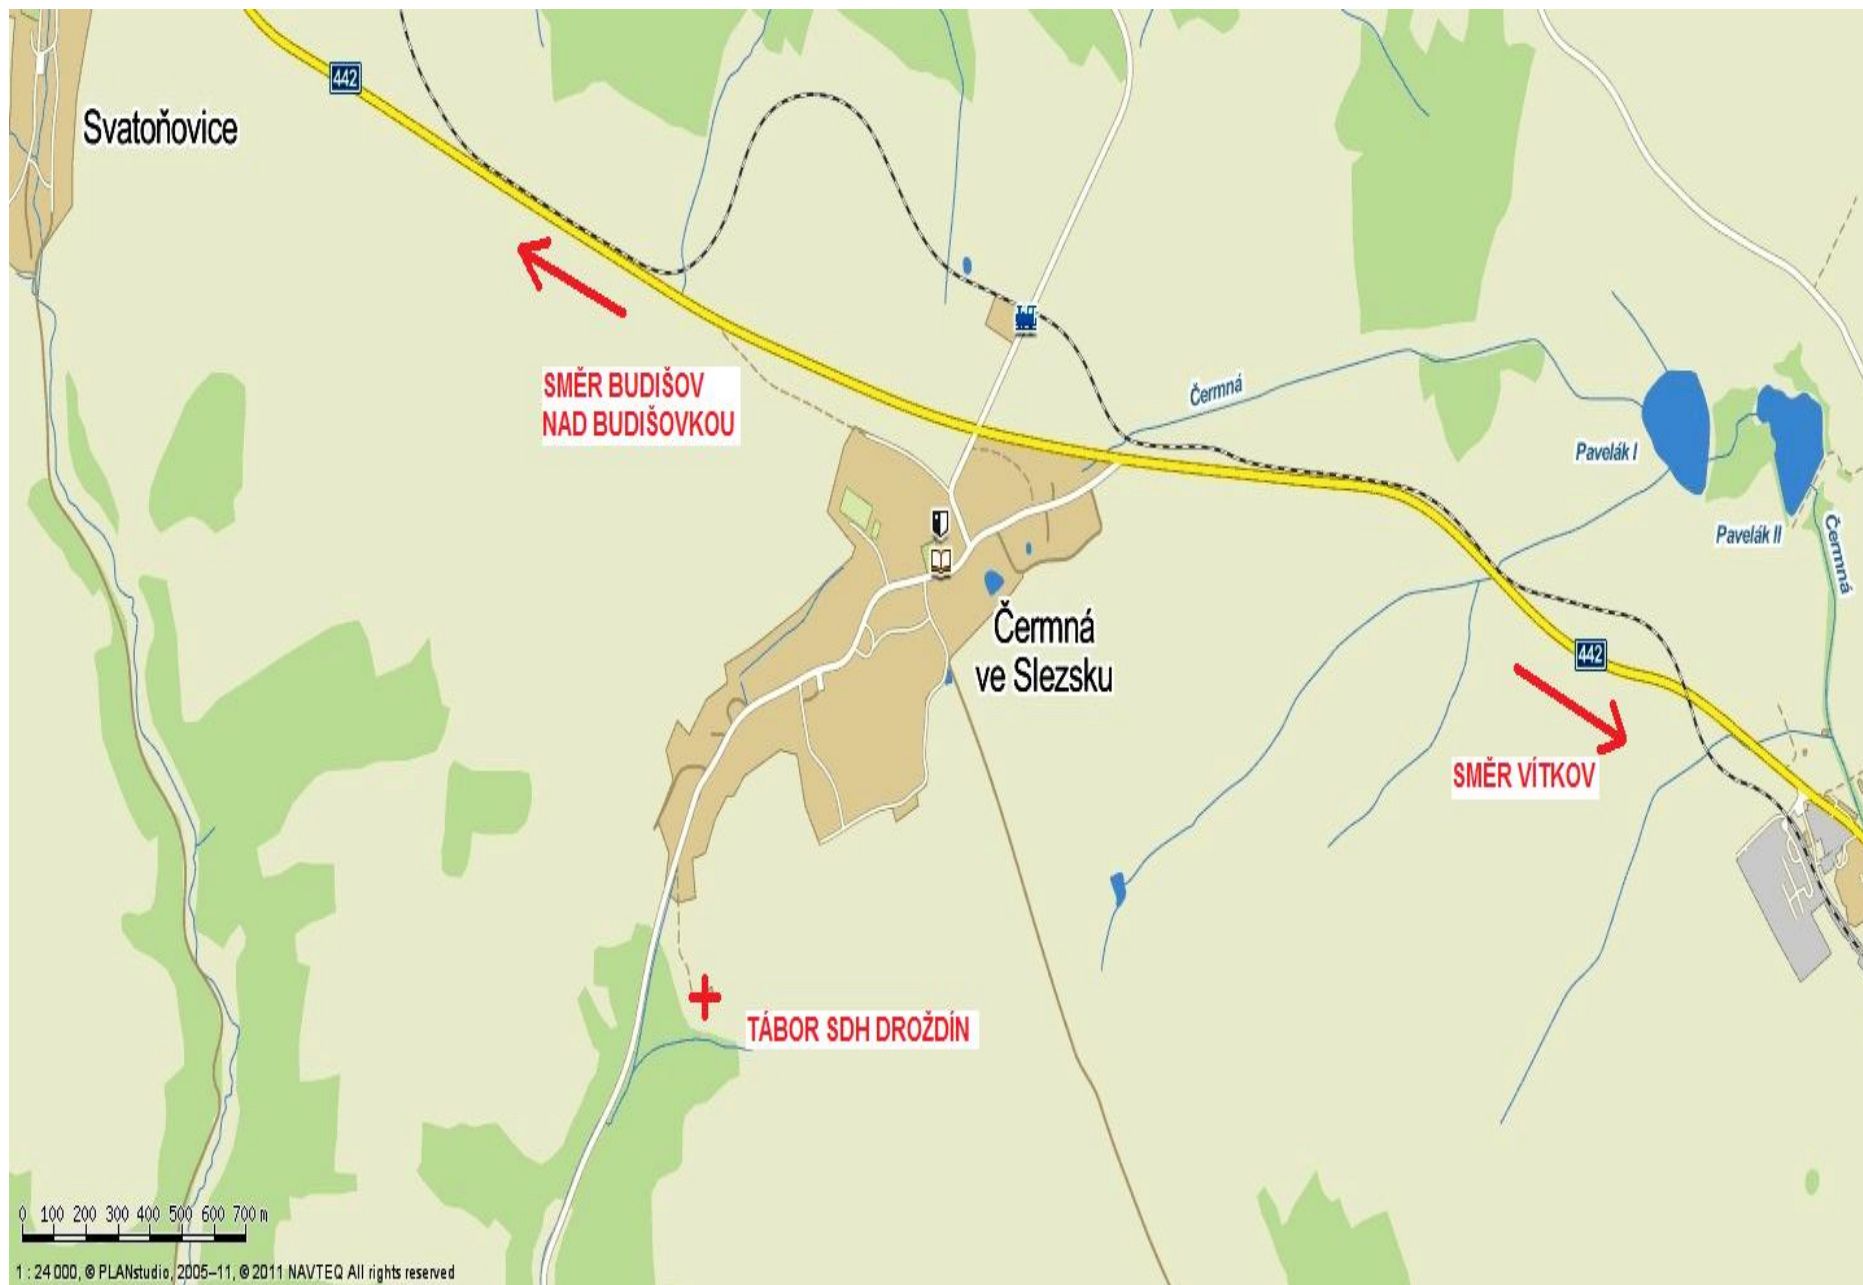 442
Svatoňovice
SMĚR BUDIŠOV
NAD BUDIŠOVKOU
Čermná
Pavelák I
Pavelák II
Čermná
Čermná
ve Slezsku
442
SMĚR VÍTKOV
TÁBOR SDH DROŽDÍN
0 100 200 300 400 500 600 700 m
1 : 24 000, © PLANstudio, 2005–11, © 2011 NAVTEQ All rights reserved